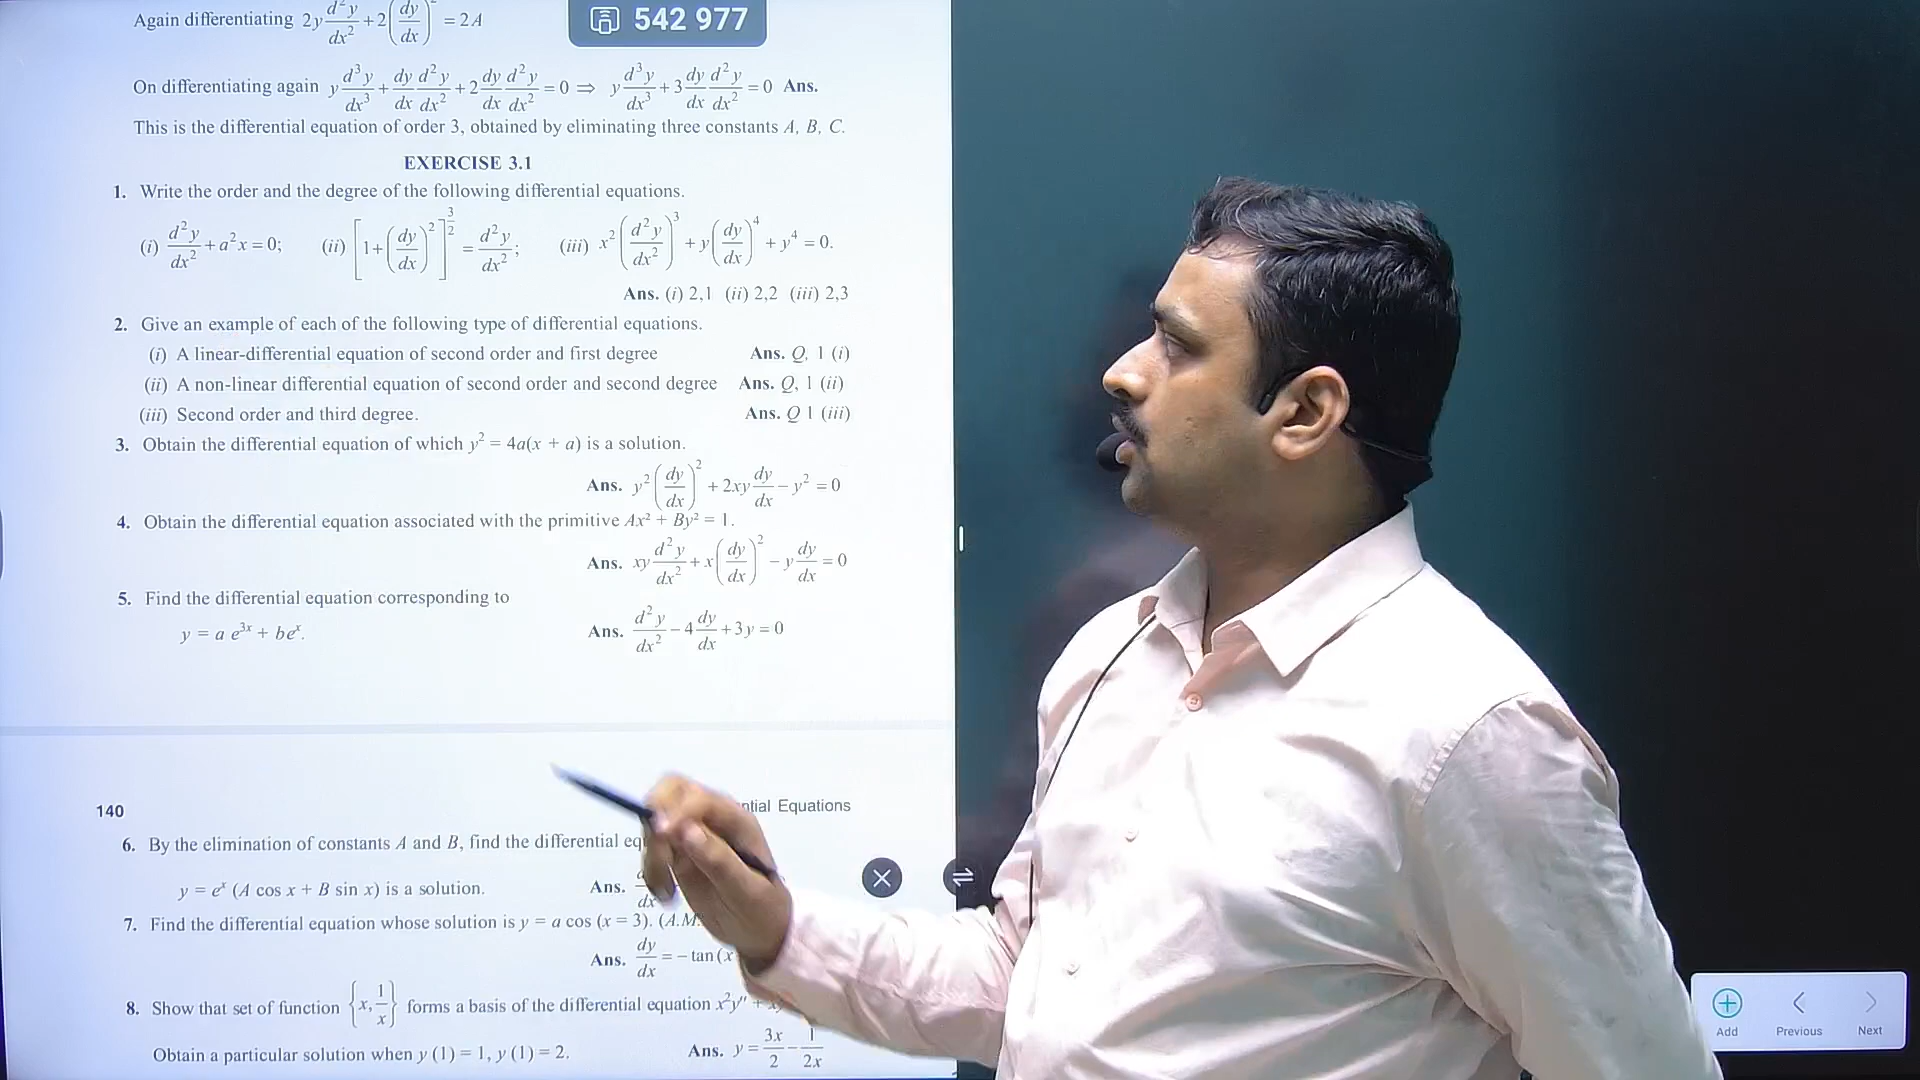 542 977
Again differentiating 2y d²y/dx² + 2(dy/dx) = 2A
On differentiating again y d³y/dx³ + dy/dx d²y/dx² + 2 dy/dx d²y/dx² = 0 ⇒ y d³y/dx³ + 3 dy/dx d²y/dx² = 0 Ans.
This is the differential equation of order 3, obtained by eliminating three constants A, B, C.
EXERCISE 3.1
1. Write the order and the degree of the following differential equations.
(i) d²y/dx² + a²x = 0; (ii) [1 + (dy/dx)²]^(3/2) = d²y/dx²; (iii) x² (d²y/dx²)³ + y (dy/dx)⁴ + y⁴ = 0.
Ans. (i) 2,1 (ii) 2,2 (iii) 2,3
2. Give an example of each of the following type of differential equations.
(i) A linear-differential equation of second order and first degree Ans. Q, 1 (i)
(ii) A non-linear differential equation of second order and second degree Ans. Q, 1 (ii)
(iii) Second order and third degree. Ans. Q 1 (iii)
3. Obtain the differential equation of which y² = 4a(x + a) is a solution.
Ans. y² (dy/dx)² + 2xy dy/dx − y² = 0
4. Obtain the differential equation associated with the primitive Ax² + By² = 1.
Ans. xy d²y/dx² + x (dy/dx)² − y dy/dx = 0
5. Find the differential equation corresponding to
y = a e³ˣ + beˣ. Ans. d²y/dx² − 4 dy/dx + 3y = 0
140 Equations
6. By the elimination of constants A and B, find the differential
y = eˣ (A cos x + B sin x) is a solution. Ans.
7. Find the differential equation whose solution is y = a cos (x = 3). (A.M.
Ans. dy/dx = − tan (x
8. Show that set of function {x, 1/x} forms a basis of the differential equation x²y″ +
Obtain a particular solution when y (1) = 1, y (1) = 2. Ans. y = 3x/2 − 1/2x
Add Previous Next